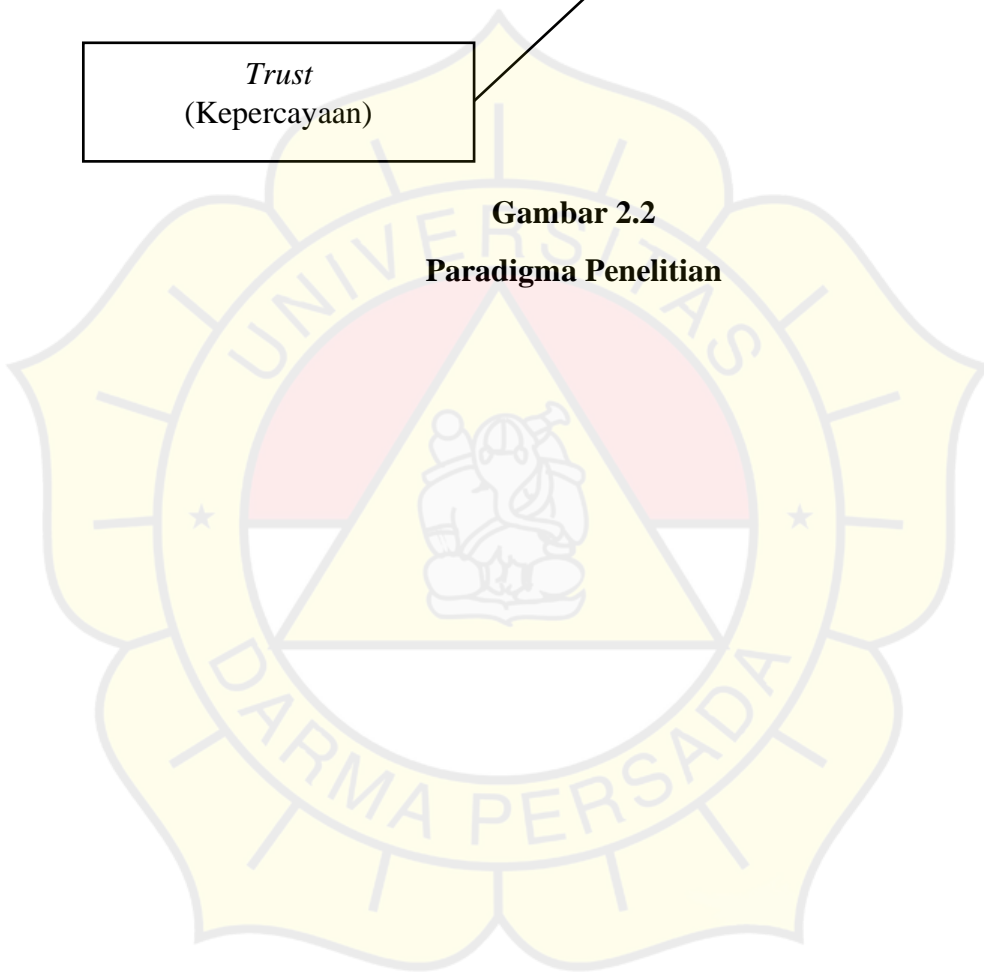 Trust
(Kepercayaan)
Gambar 2.2
Paradigma Penelitian
UNIVERSITAS
DARMA PERSADA